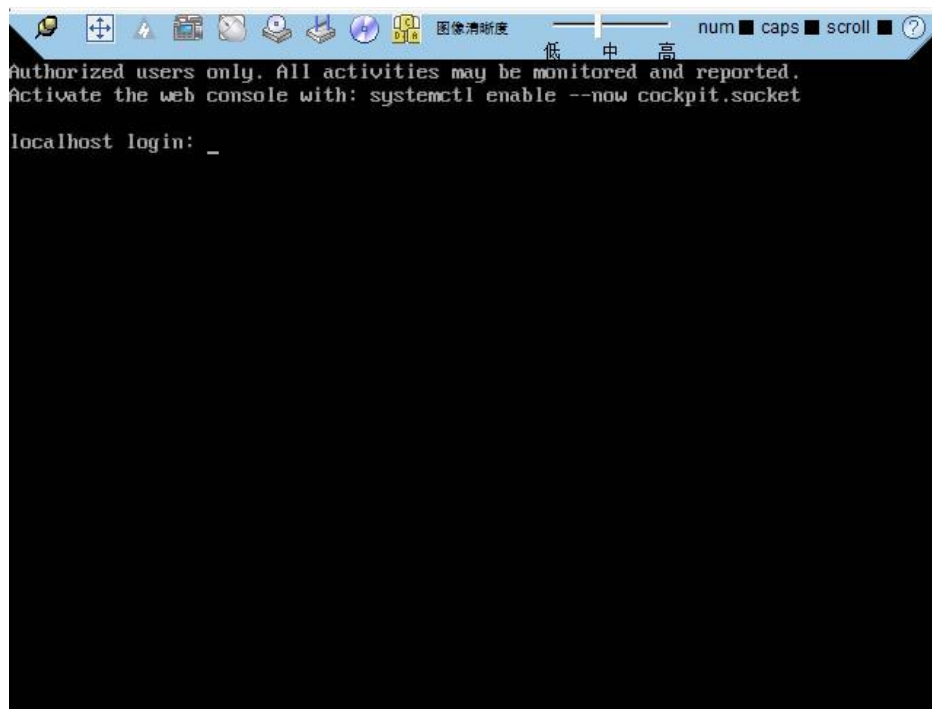 图像清晰度
低 中 高
num caps scroll ?
Authorized users only. All activities may be monitored and reported.
Activate the web console with: systemctl enable --now cockpit.socket
localhost login: _